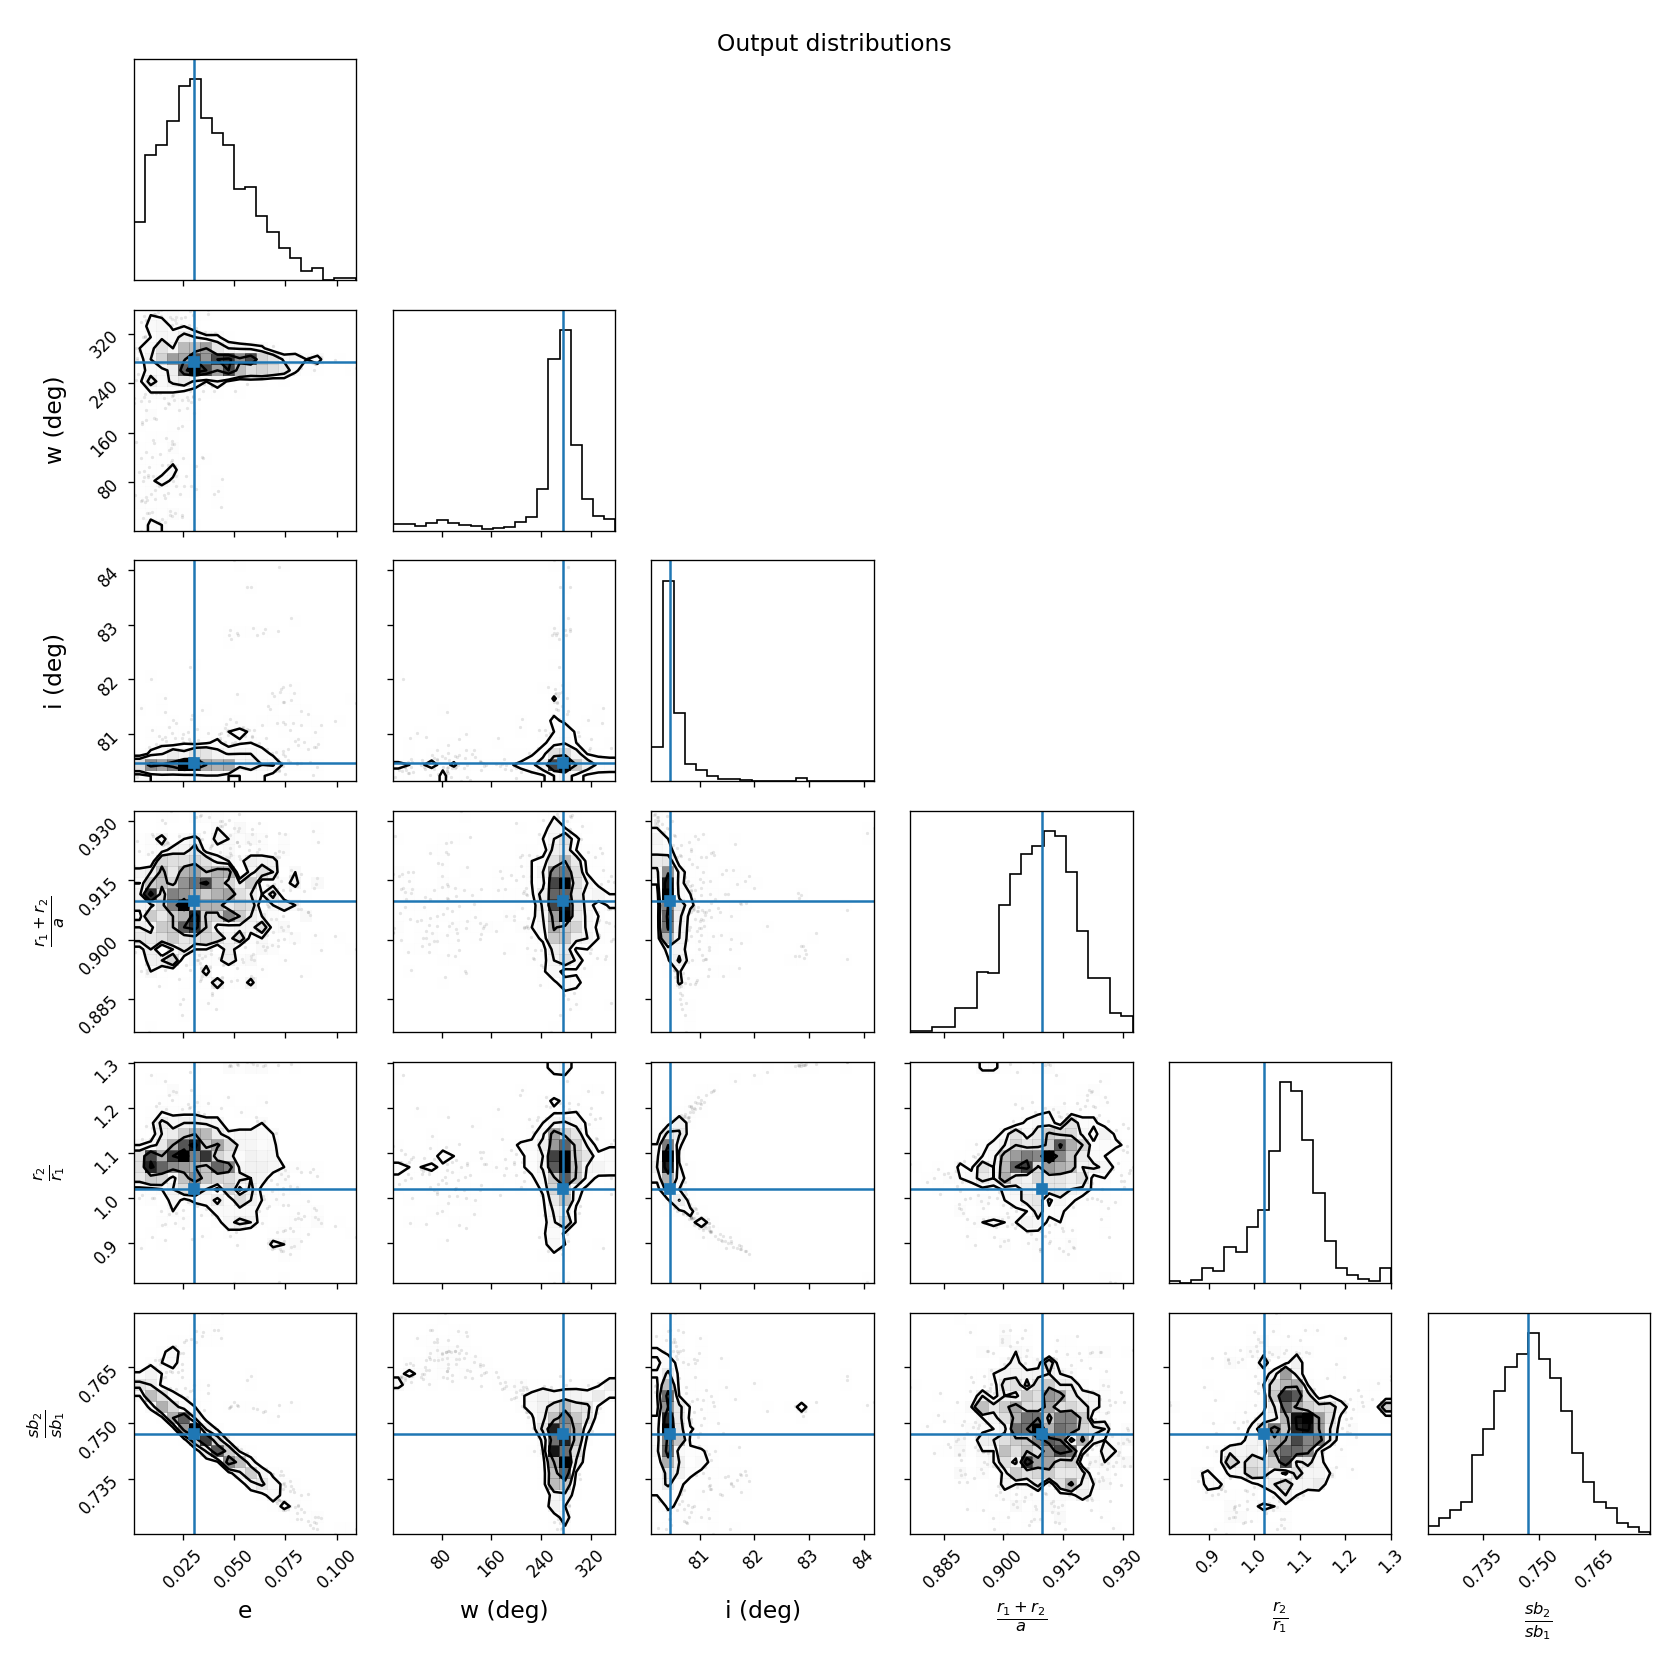 Output distributions
320
240
160
80
w (deg)
84
83
82
81
i (deg)
0.930
0.915
0.900
0.885
r₁ + r₂
a
1.3
1.2
1.1
1.0
0.9
r₂
r₁
0.765
0.750
0.735
sb₂
sb₁
0.025 0.050 0.075 0.100 80 160 240 320 81 82 83 84 0.885 0.900 0.915 0.930 0.9 1.0 1.1 1.2 1.3 0.735 0.750 0.765
e w (deg) i (deg)
r₁ + r₂
a
r₂
r₁
sb₂
sb₁